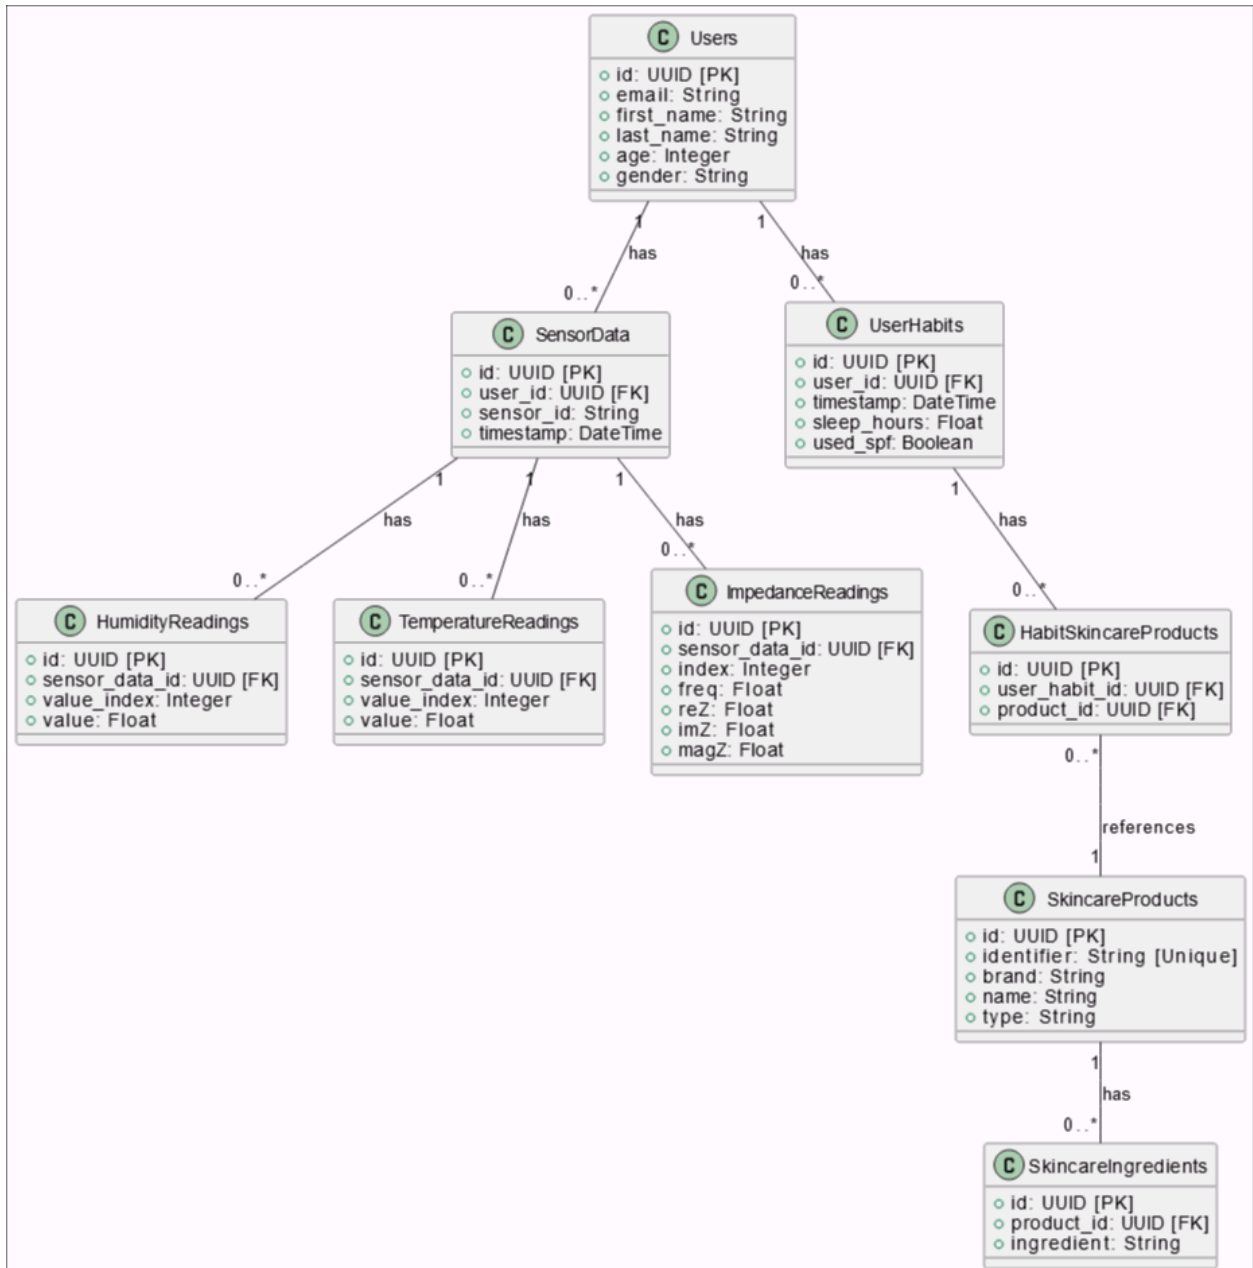 C Users
id: UUID [PK]
email: String
first_name: String
last_name: String
age: Integer
gender: String
1
has
0..*
1
has
0..*
C SensorData
id: UUID [PK]
user_id: UUID [FK]
sensor_id: String
timestamp: DateTime
C UserHabits
id: UUID [PK]
user_id: UUID [FK]
timestamp: DateTime
sleep_hours: Float
used_spf: Boolean
1
has
0..*
1
has
0..*
1
has
0..*
1
has
0..*
C HumidityReadings
id: UUID [PK]
sensor_data_id: UUID [FK]
value_index: Integer
value: Float
C TemperatureReadings
id: UUID [PK]
sensor_data_id: UUID [FK]
value_index: Integer
value: Float
C ImpedanceReadings
id: UUID [PK]
sensor_data_id: UUID [FK]
index: Integer
freq: Float
reZ: Float
imZ: Float
magZ: Float
C HabitSkincareProducts
id: UUID [PK]
user_habit_id: UUID [FK]
product_id: UUID [FK]
0..*
references
1
C SkincareProducts
id: UUID [PK]
identifier: String [Unique]
brand: String
name: String
type: String
1
has
0..*
C SkincareIngredients
id: UUID [PK]
product_id: UUID [FK]
ingredient: String